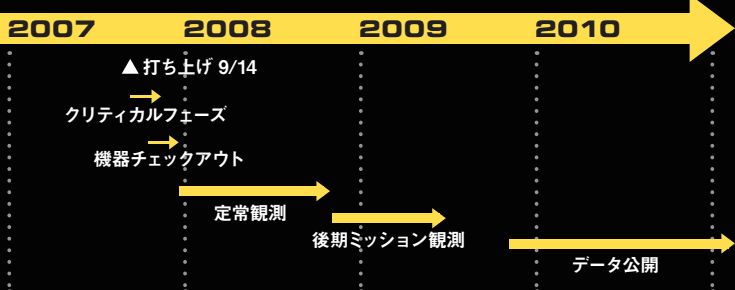 2007 2008 2009 2010
▲打ち上げ 9/14
クリティカルフェーズ
機器チェックアウト
定常観測
後期ミッション観測
データ公開